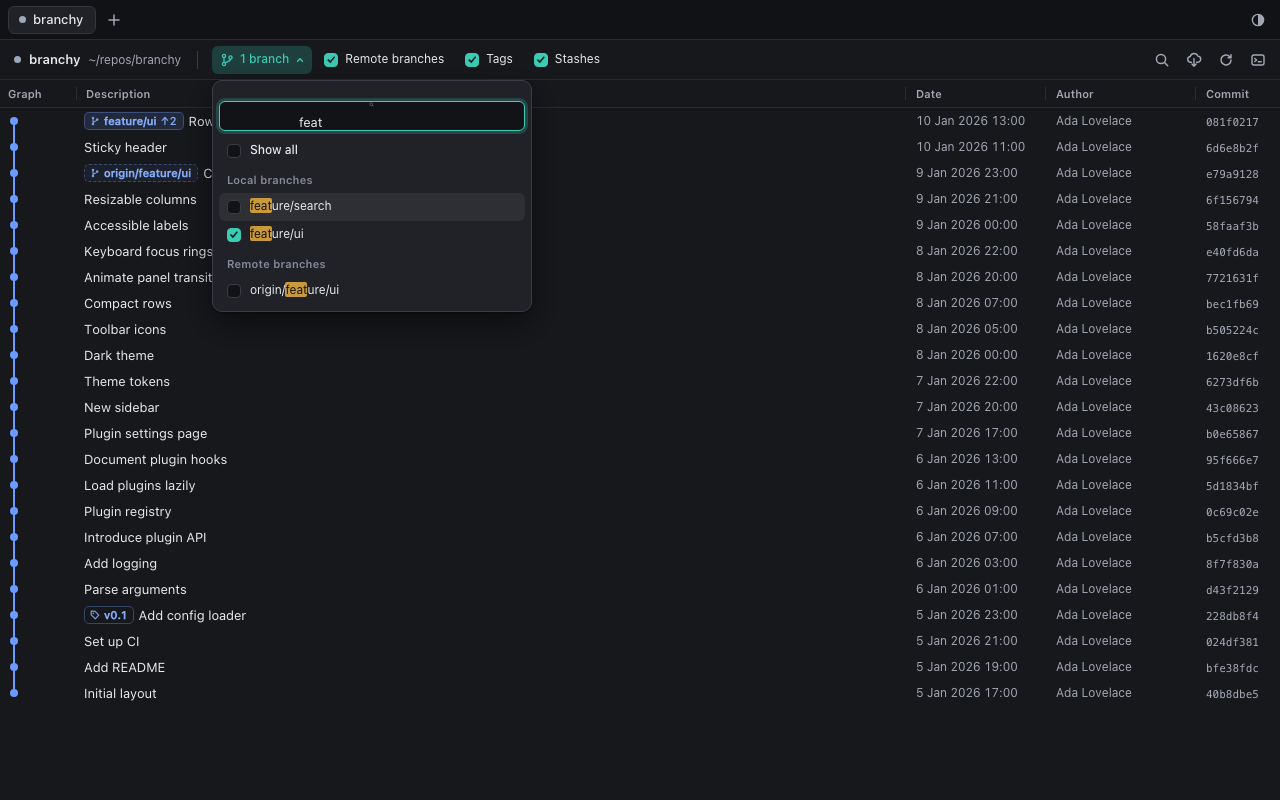 branchy
branchy ~/repos/branchy 1 branch Remote branches Tags Stashes
Graph Description Date Author Commit
feat
Show all
Local branches
feature/search
feature/ui
Remote branches
origin/feature/ui
feature/ui ↑2 Row 10 Jan 2026 13:00 Ada Lovelace 081f0217
Sticky header 10 Jan 2026 11:00 Ada Lovelace 6d6e8b2f
origin/feature/ui C 9 Jan 2026 23:00 Ada Lovelace e79a9128
Resizable columns 9 Jan 2026 21:00 Ada Lovelace 6f156794
Accessible labels 9 Jan 2026 00:00 Ada Lovelace 58faaf3b
Keyboard focus rings 8 Jan 2026 22:00 Ada Lovelace e40fd6da
Animate panel transit 8 Jan 2026 20:00 Ada Lovelace 7721631f
Compact rows 8 Jan 2026 07:00 Ada Lovelace bec1fb69
Toolbar icons 8 Jan 2026 05:00 Ada Lovelace b505224c
Dark theme 8 Jan 2026 00:00 Ada Lovelace 1620e8cf
Theme tokens 7 Jan 2026 22:00 Ada Lovelace 6273df6b
New sidebar 7 Jan 2026 20:00 Ada Lovelace 43c08623
Plugin settings page 7 Jan 2026 17:00 Ada Lovelace b0e65867
Document plugin hooks 6 Jan 2026 13:00 Ada Lovelace 95f666e7
Load plugins lazily 6 Jan 2026 11:00 Ada Lovelace 5d1834bf
Plugin registry 6 Jan 2026 09:00 Ada Lovelace 0c69c02e
Introduce plugin API 6 Jan 2026 07:00 Ada Lovelace b5cfd3b8
Add logging 6 Jan 2026 03:00 Ada Lovelace 8f7f830a
Parse arguments 6 Jan 2026 01:00 Ada Lovelace d43f2129
v0.1 Add config loader 5 Jan 2026 23:00 Ada Lovelace 228db8f4
Set up CI 5 Jan 2026 21:00 Ada Lovelace 024df381
Add README 5 Jan 2026 19:00 Ada Lovelace bfe38fdc
Initial layout 5 Jan 2026 17:00 Ada Lovelace 40b8dbe5